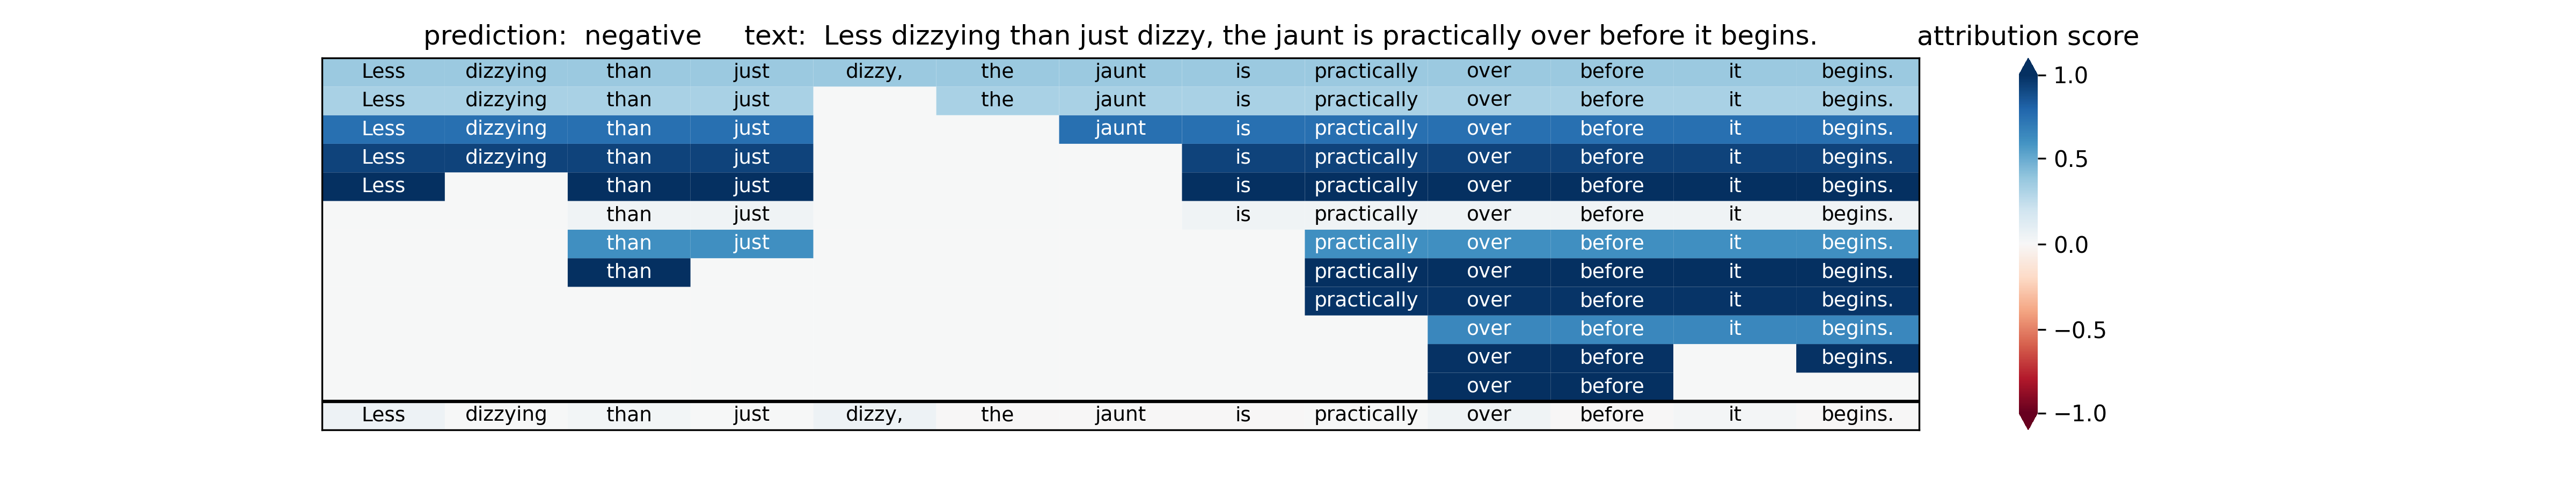 prediction: negative text: Less dizzying than just dizzy, the jaunt is practically over before it begins. attribution score
Less dizzying than just dizzy, the jaunt is practically over before it begins.
Less dizzying than just the jaunt is practically over before it begins.
Less dizzying than just jaunt is practically over before it begins.
Less dizzying than just is practically over before it begins.
Less than just is practically over before it begins.
than just is practically over before it begins.
than just practically over before it begins.
than practically over before it begins.
practically over before it begins.
over before it begins.
over before begins.
over before
Less dizzying than just dizzy, the jaunt is practically over before it begins.
1.0
0.5
0.0
−0.5
−1.0